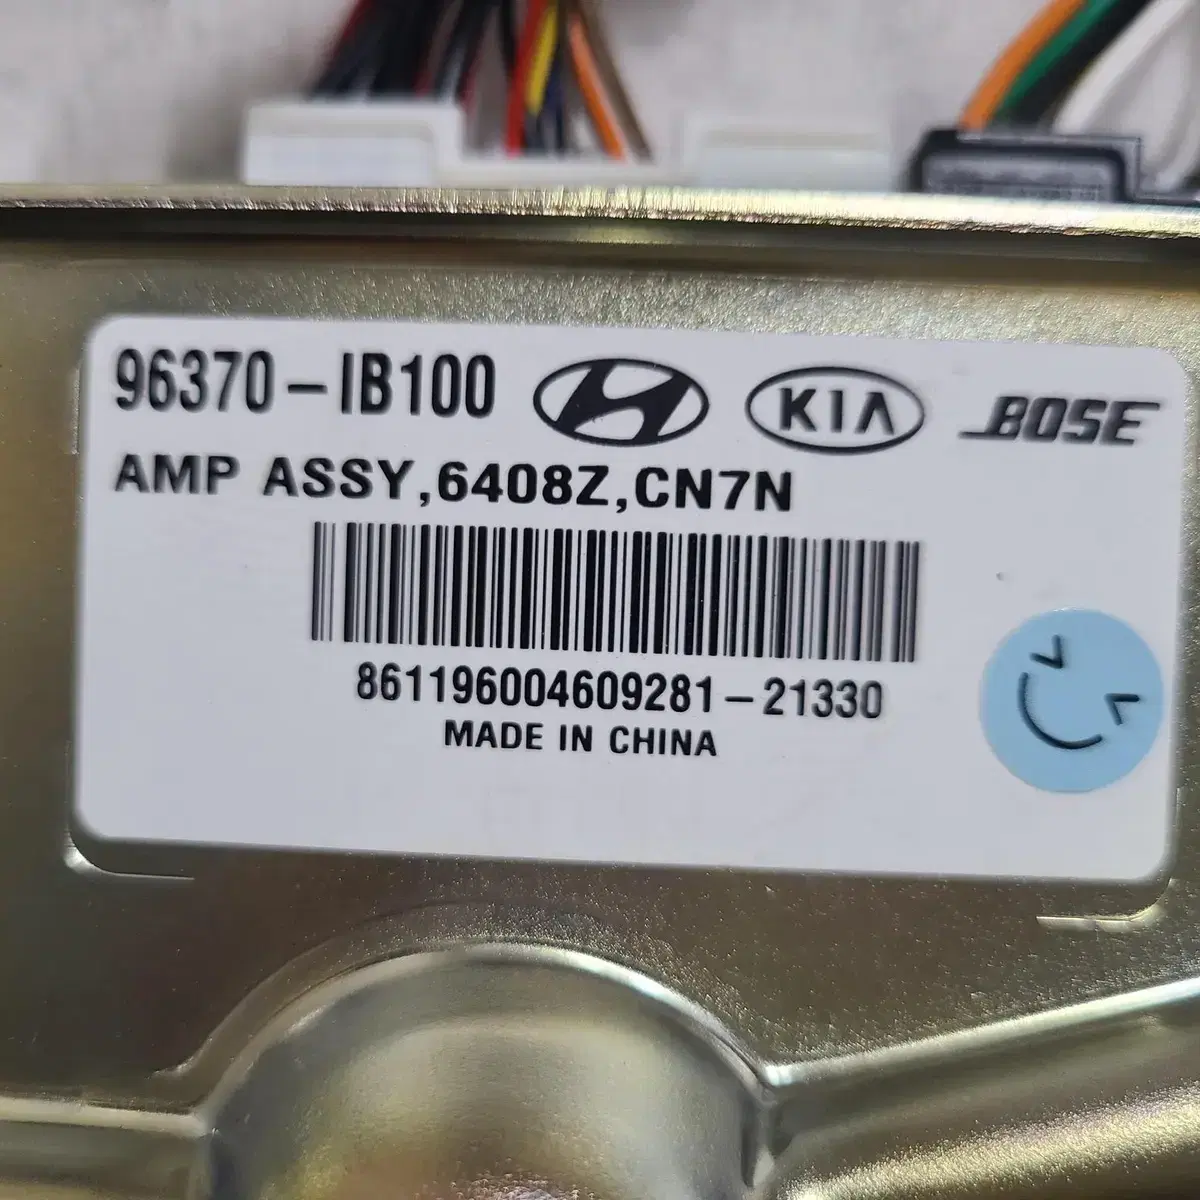 96370-IB100 KIA BOSE
AMP ASSY,6408Z,CN7N
861196004609281-21330
MADE IN CHINA